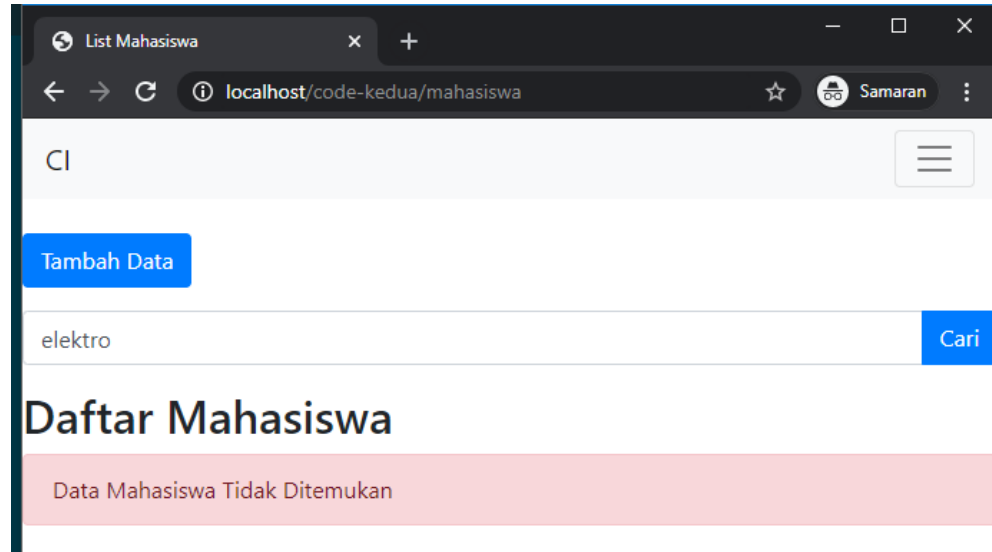 List Mahasiswa
localhost/code-kedua/mahasiswa
Samaran
CI
Tambah Data
elektro
Cari
Daftar Mahasiswa
Data Mahasiswa Tidak Ditemukan